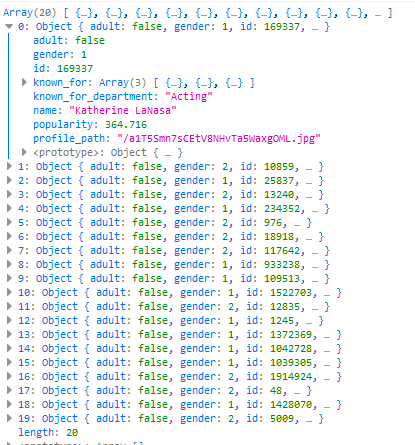 Array(20) [ {…}, {…}, {…}, {…}, {…}, {…}, {…}, {…}, {…}, {…}, … ]
0: Object { adult: false, gender: 1, id: 169337, … }
adult: false
gender: 1
id: 169337
known_for: Array(3) [ {…}, {…}, {…} ]
known_for_department: "Acting"
name: "Katherine LaNasa"
popularity: 364.716
profile_path: "/a1T5Smn7sCEtV8NHvTa5WaxgOML.jpg"
<prototype>: Object { … }
1: Object { adult: false, gender: 2, id: 10859, … }
2: Object { adult: false, gender: 1, id: 25837, … }
3: Object { adult: false, gender: 2, id: 13240, … }
4: Object { adult: false, gender: 1, id: 234352, … }
5: Object { adult: false, gender: 2, id: 976, … }
6: Object { adult: false, gender: 2, id: 18918, … }
7: Object { adult: false, gender: 2, id: 117642, … }
8: Object { adult: false, gender: 1, id: 933238, … }
9: Object { adult: false, gender: 1, id: 109513, … }
10: Object { adult: false, gender: 1, id: 1522703, … }
11: Object { adult: false, gender: 2, id: 12835, … }
12: Object { adult: false, gender: 1, id: 1245, … }
13: Object { adult: false, gender: 1, id: 1372369, … }
14: Object { adult: false, gender: 2, id: 1042728, … }
15: Object { adult: false, gender: 1, id: 1039305, … }
16: Object { adult: false, gender: 2, id: 1914924, … }
17: Object { adult: false, gender: 2, id: 48, … }
18: Object { adult: false, gender: 1, id: 1428070, … }
19: Object { adult: false, gender: 2, id: 5009, … }
length: 20
<prototype>: Array []